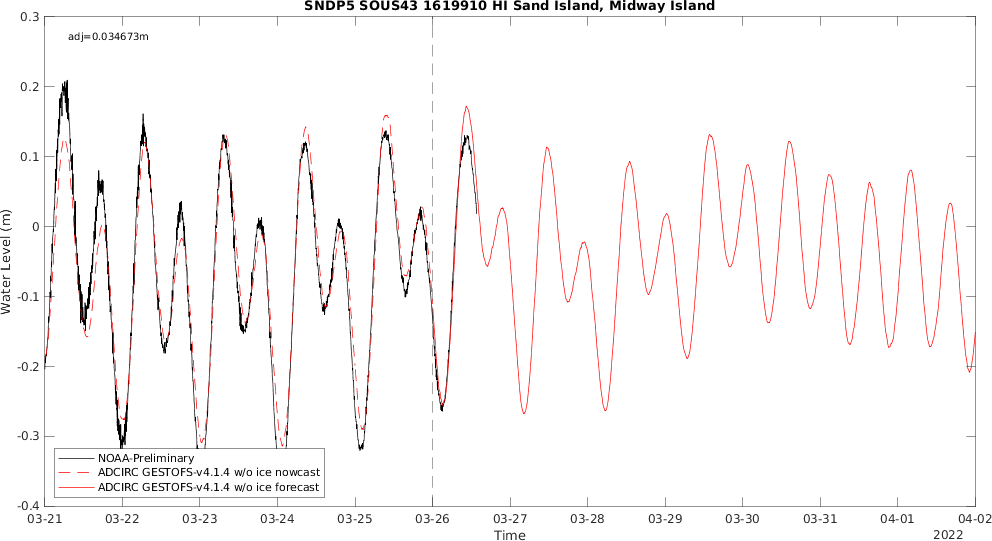 SNDP5 SOUS43 1619910 HI Sand Island, Midway Island
adj=0.034673m
0.3
0.2
0.1
0
-0.1
-0.2
-0.3
-0.4
Water Level (m)
NOAA-Preliminary
ADCIRC GESTOFS-v4.1.4 w/o ice nowcast
ADCIRC GESTOFS-v4.1.4 w/o ice forecast
03-21 03-22 03-23 03-24 03-25 03-26 03-27 03-28 03-29 03-30 03-31 04-01 04-02
Time
2022